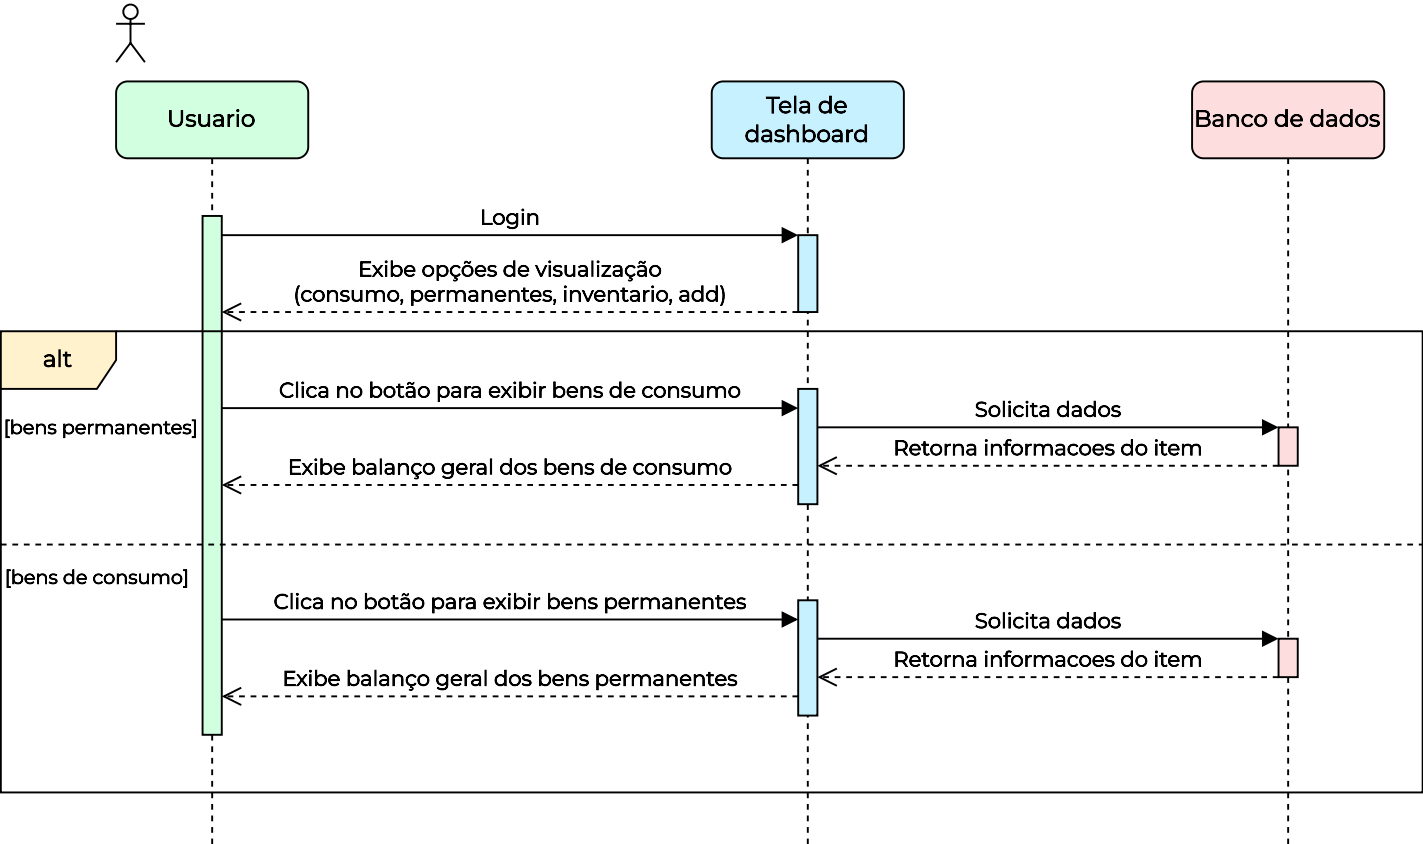 Usuario
Tela de
dashboard
Banco de dados
Login
Exibe opções de visualização
(consumo, permanentes, inventario, add)
alt
Clica no botão para exibir bens de consumo
Solicita dados
[bens permanentes]
Retorna informacoes do item
Exibe balanço geral dos bens de consumo
[bens de consumo]
Clica no botão para exibir bens permanentes
Solicita dados
Retorna informacoes do item
Exibe balanço geral dos bens permanentes